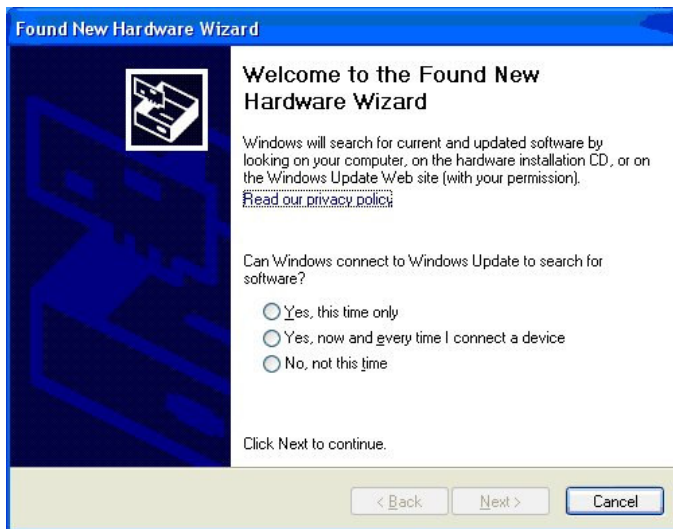 Found New Hardware Wizard
Welcome to the Found New
Hardware Wizard
Windows will search for current and updated software by
looking on your computer, on the hardware installation CD, or on
the Windows Update Web site (with your permission).
Read our privacy policy
Can Windows connect to Windows Update to search for
software?
Yes, this time only
Yes, now and every time I connect a device
No, not this time
Click Next to continue.
< Back Next > Cancel